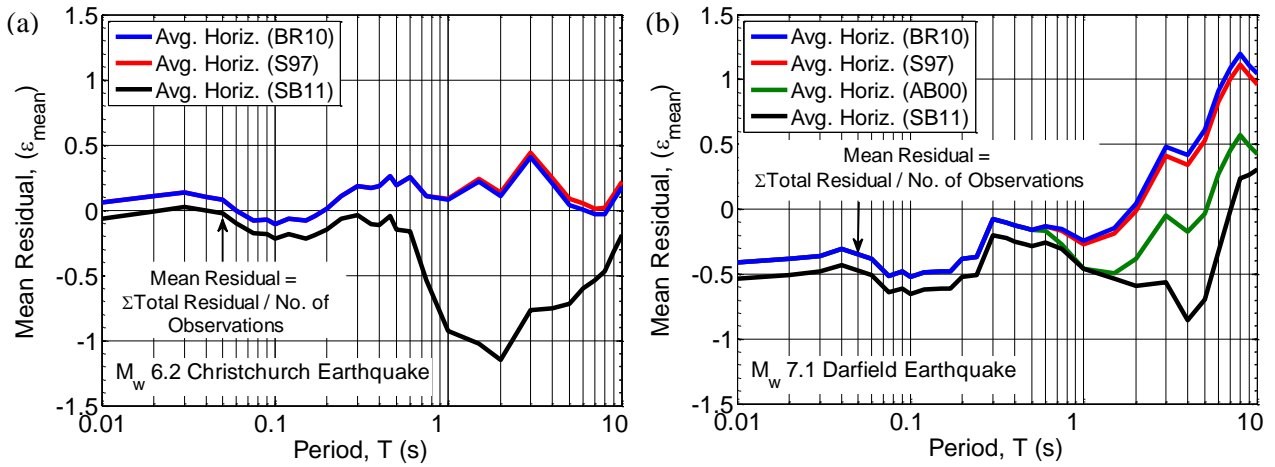 (a)
1.5
1
0.5
0
-0.5
-1
-1.5
Mean Residual, (ε_mean)
Avg. Horiz. (BR10)
Avg. Horiz. (S97)
Avg. Horiz. (SB11)
Mean Residual =
ΣTotal Residual / No. of
Observations
M_w 6.2 Christchurch Earthquake
0.01
0.1
1
10
Period, T (s)
(b)
1.5
1
0.5
0
-0.5
-1
-1.5
Mean Residual, (ε_mean)
Avg. Horiz. (BR10)
Avg. Horiz. (S97)
Avg. Horiz. (AB00)
Avg. Horiz. (SB11)
Mean Residual =
ΣTotal Residual / No. of Observations
M_w 7.1 Darfield Earthquake
0.01
0.1
1
10
Period, T (s)